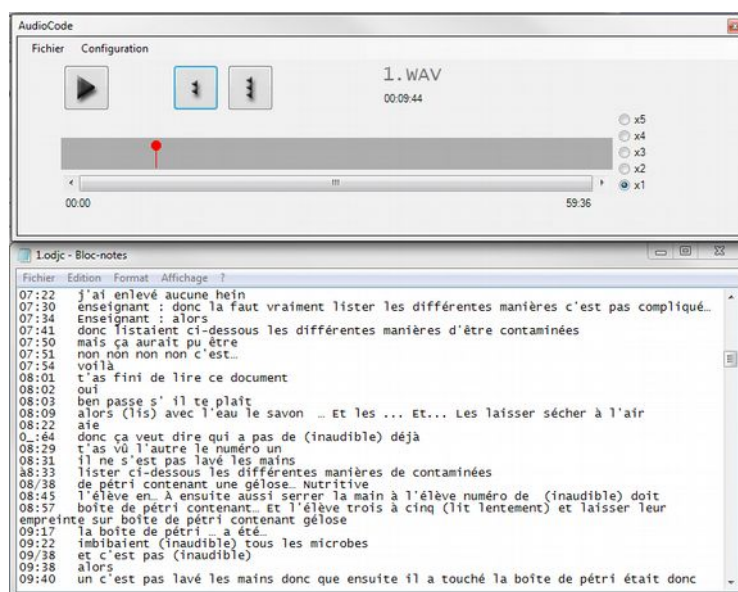 AudioCode
Fichier Configuration
1.WAV
00:09:44
x5
x4
x3
x2
x1
00:00 59:36
1.odjc - Bloc-notes
Fichier Edition Format Affichage ?
07:22 j'ai enlevé aucune hein
07:30 enseignant : donc la faut vraiment lister les différentes manières c'est pas compliqué…
07:34 Enseignant : alors
07:41 donc listaient ci-dessous les différentes manières d'être contaminées
07:50 mais ça aurait pu être
07:51 non non non non c'est…
07:54 voilà
08:01 t'as fini de lire ce document
08:02 oui
08:03 ben passe s' il te plaît
08:09 alors (lis) avec l'eau le savon … Et les ... Et... Les laisser sécher à l'air
08:22 aie
0_:é4 donc ça veut dire qui a pas de (inaudible) déjà
08:29 t'as vû l'autre le numéro un
08:31 il ne s'est pas lavé les mains
à8:33 lister ci-dessous les différentes manières de contaminées
08/38 de pétri contenant une gélose… Nutritive
08:45 l'élève en… À ensuite aussi serrer la main à l'élève numéro de (inaudible) doit
08:57 boîte de pétri contenant… Et l'élève trois à cinq (lit lentement) et laisser leur
empreinte sur boîte de pétri contenant gélose
09:17 la boîte de pétri … a été…
09:22 imbibaient (inaudible) tous les microbes
09/38 et c'est pas (inaudible)
09:38 alors
09:40 un c'est pas lavé les mains donc que ensuite il a touché la boîte de pétri était donc